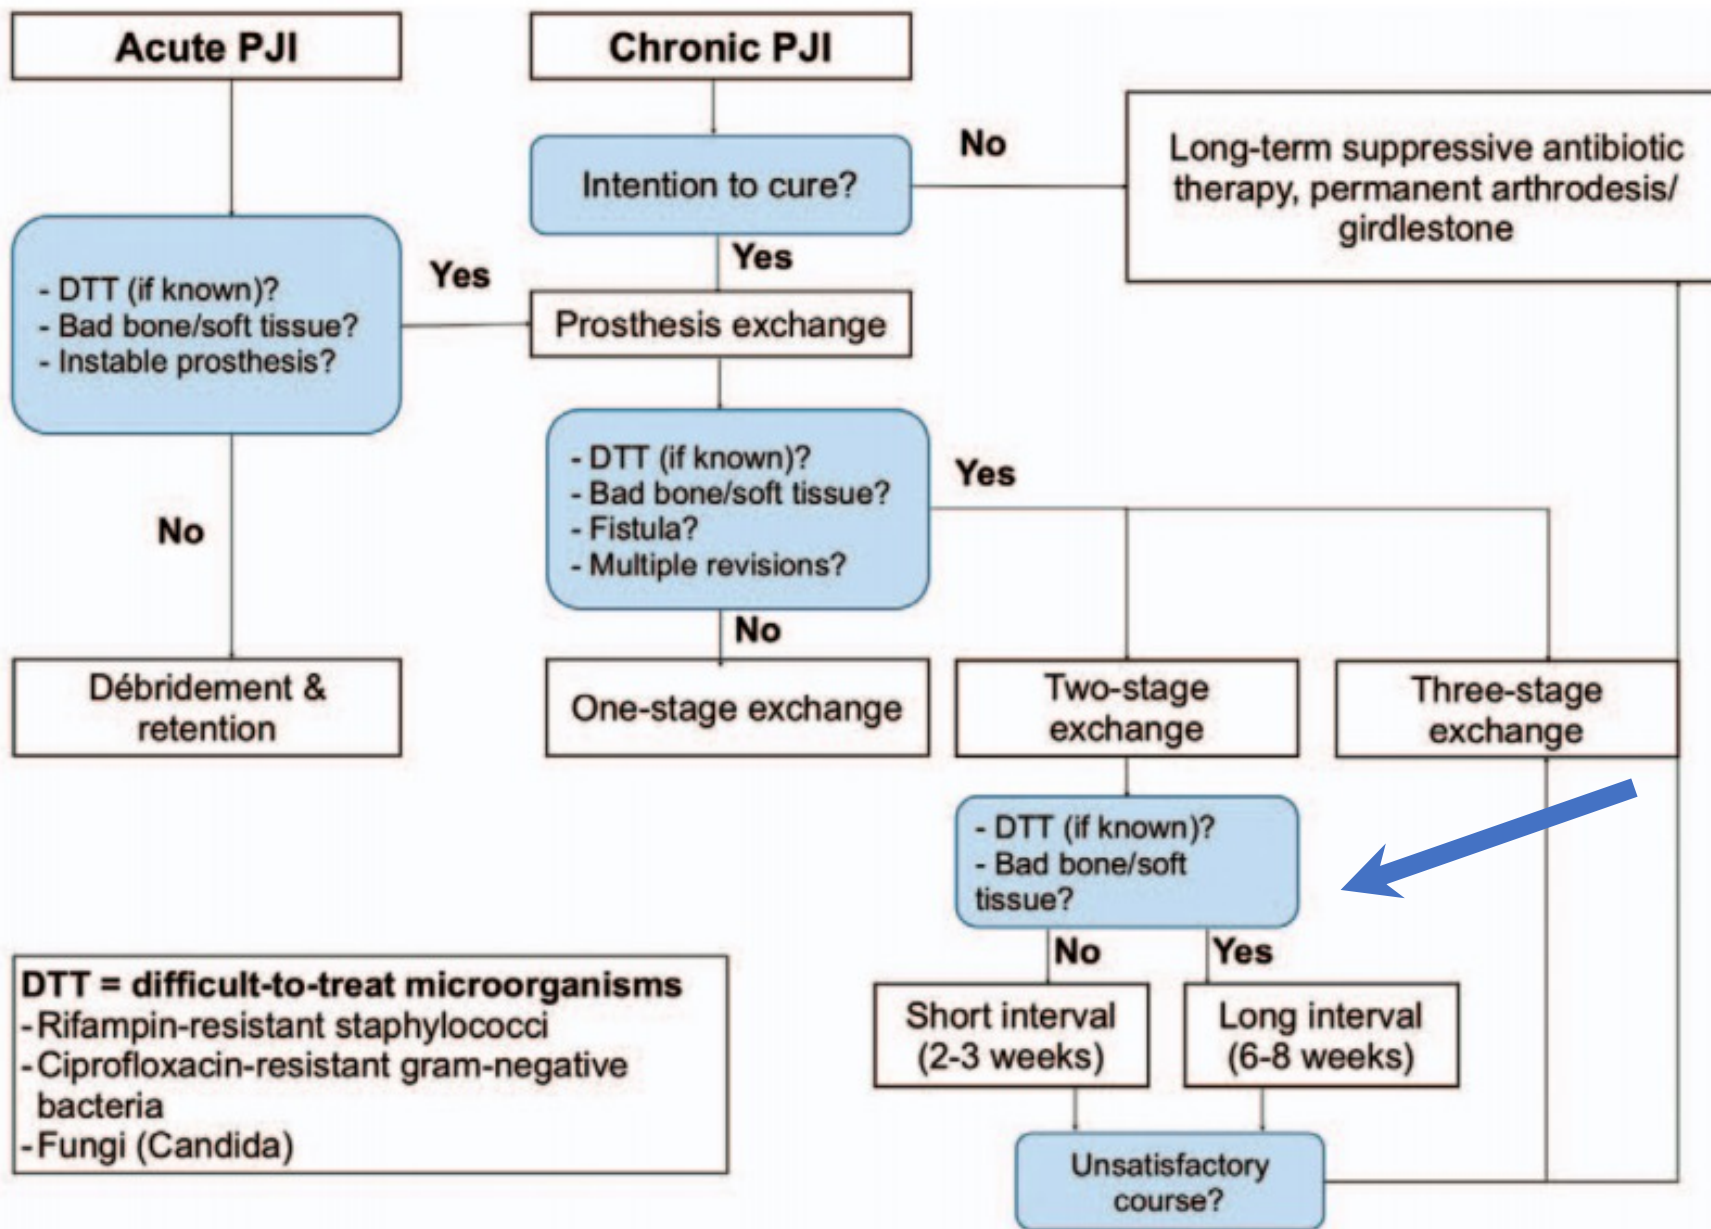 Acute PJI
Chronic PJI
Intention to cure?
No
Long-term suppressive antibiotic
therapy, permanent arthrodesis/
girdlestone
Yes
- DTT (if known)?
- Bad bone/soft tissue?
- Instable prosthesis?
Yes
Prosthesis exchange
- DTT (if known)?
- Bad bone/soft tissue?
- Fistula?
- Multiple revisions?
Yes
No
No
Débridement &
retention
One-stage exchange
Two-stage
exchange
Three-stage
exchange
- DTT (if known)?
- Bad bone/soft
tissue?
No
Yes
Short interval
(2-3 weeks)
Long interval
(6-8 weeks)
Unsatisfactory
course?
DTT = difficult-to-treat microorganisms
-Rifampin-resistant staphylococci
-Ciprofloxacin-resistant gram-negative
bacteria
-Fungi (Candida)